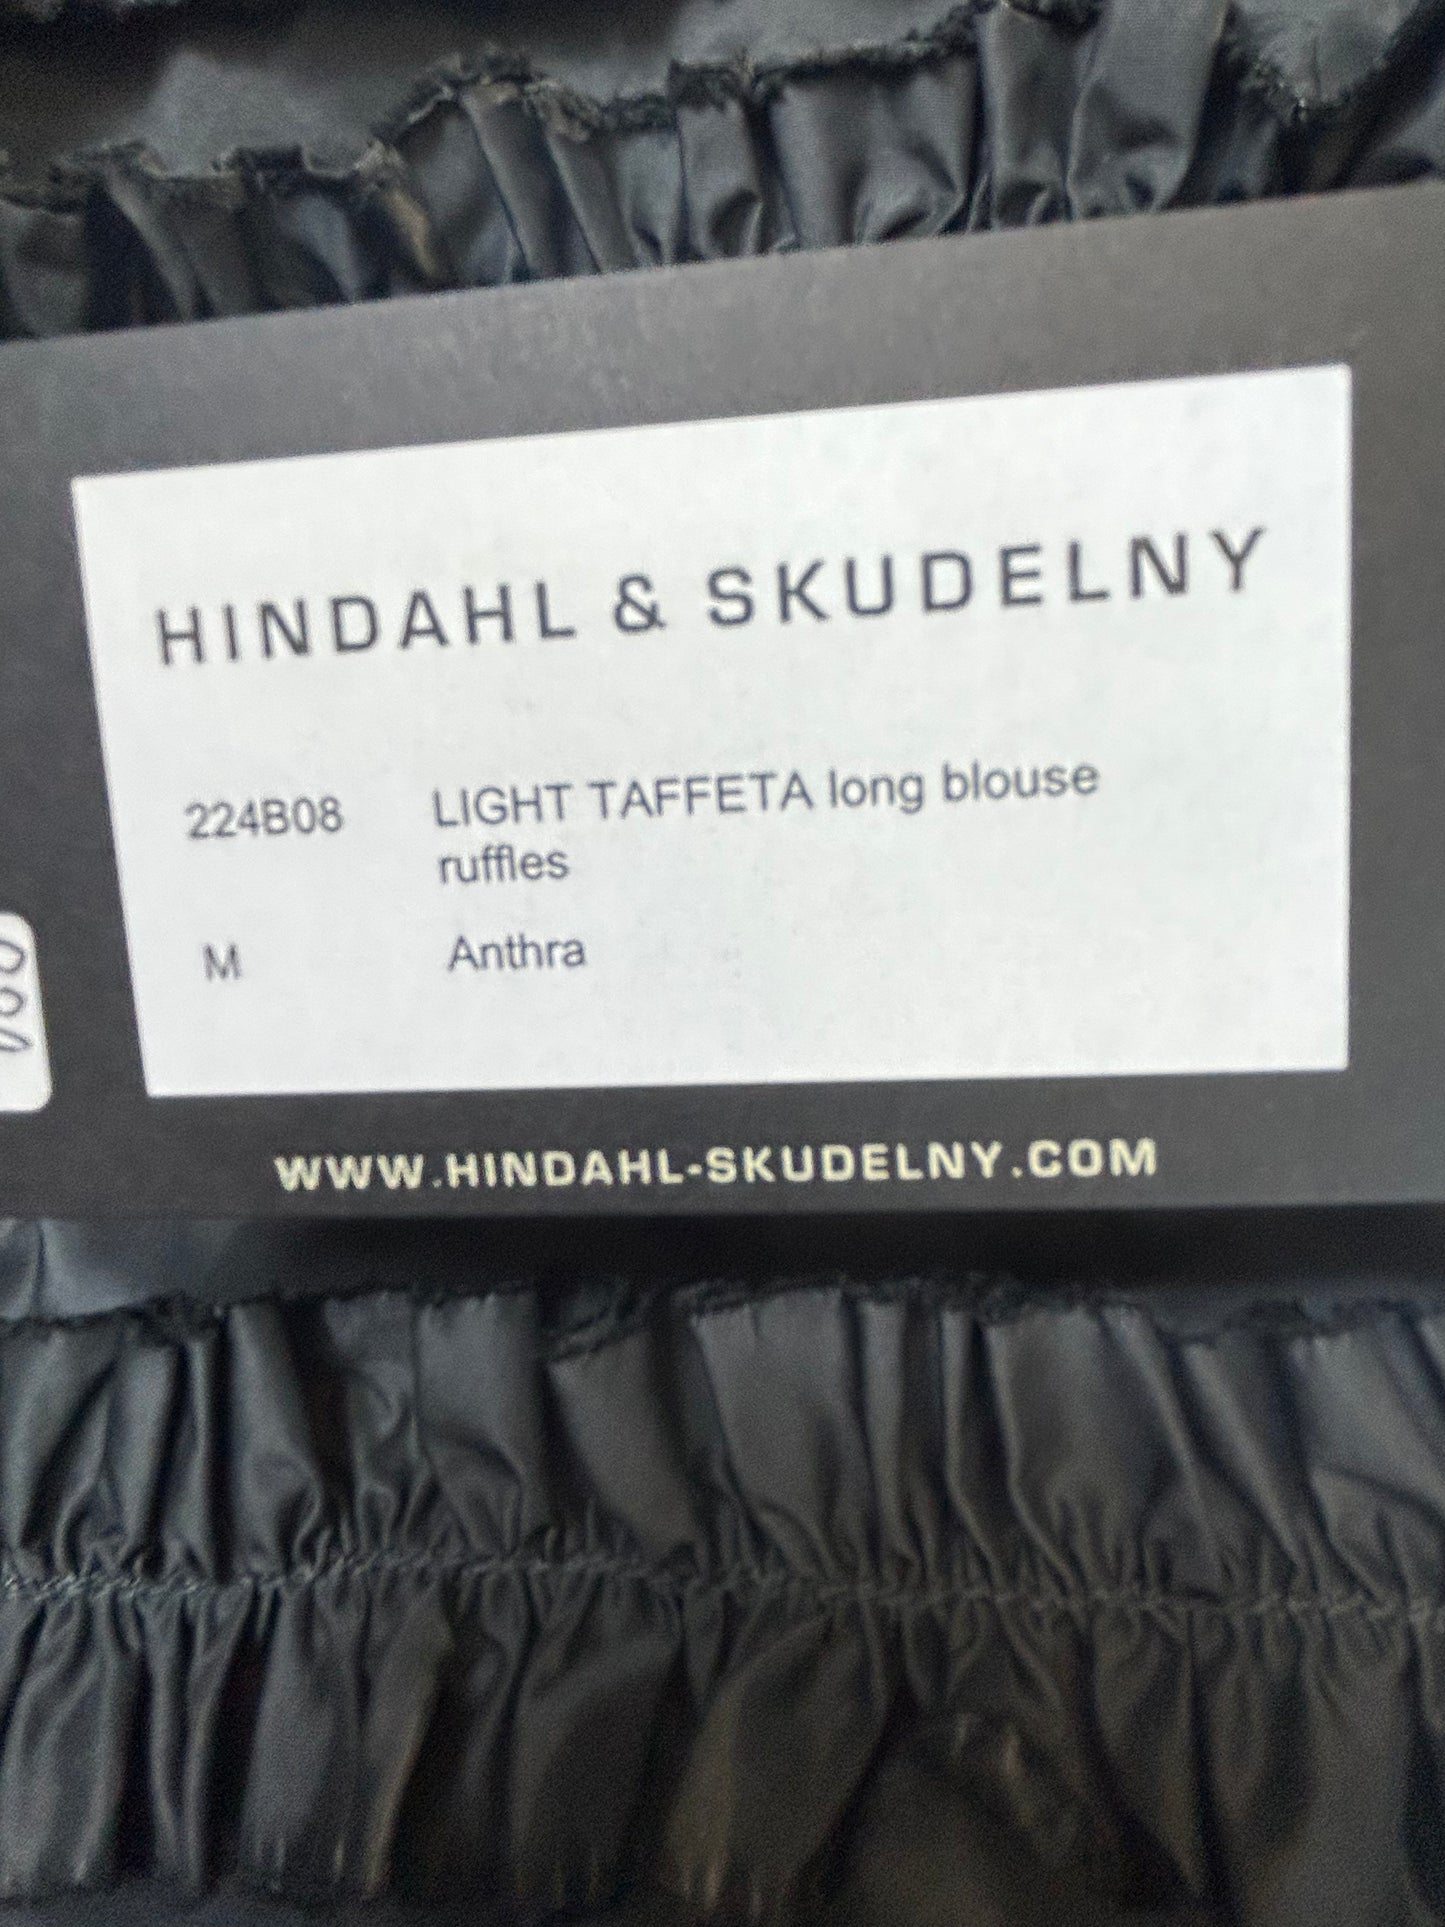 HINDAHL & SKUDELNY
224B08 LIGHT TAFFETA long blouse
ruffles
M Anthra
WWW.HINDAHL-SKUDELNY.COM